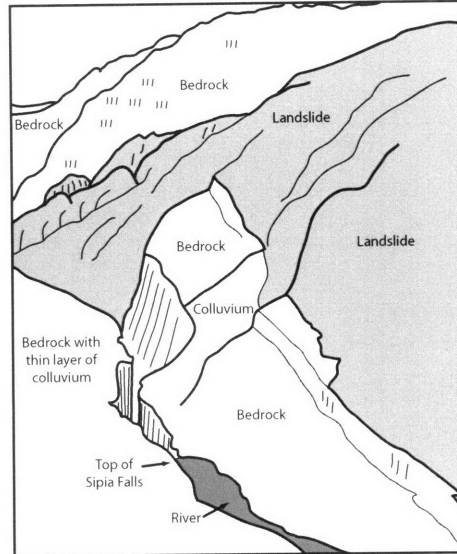 Bedrock
Bedrock
Landslide
Landslide
Bedrock
Colluvium
Bedrock with
thin layer of
colluvium
Bedrock
Top of
Sipia Falls
River